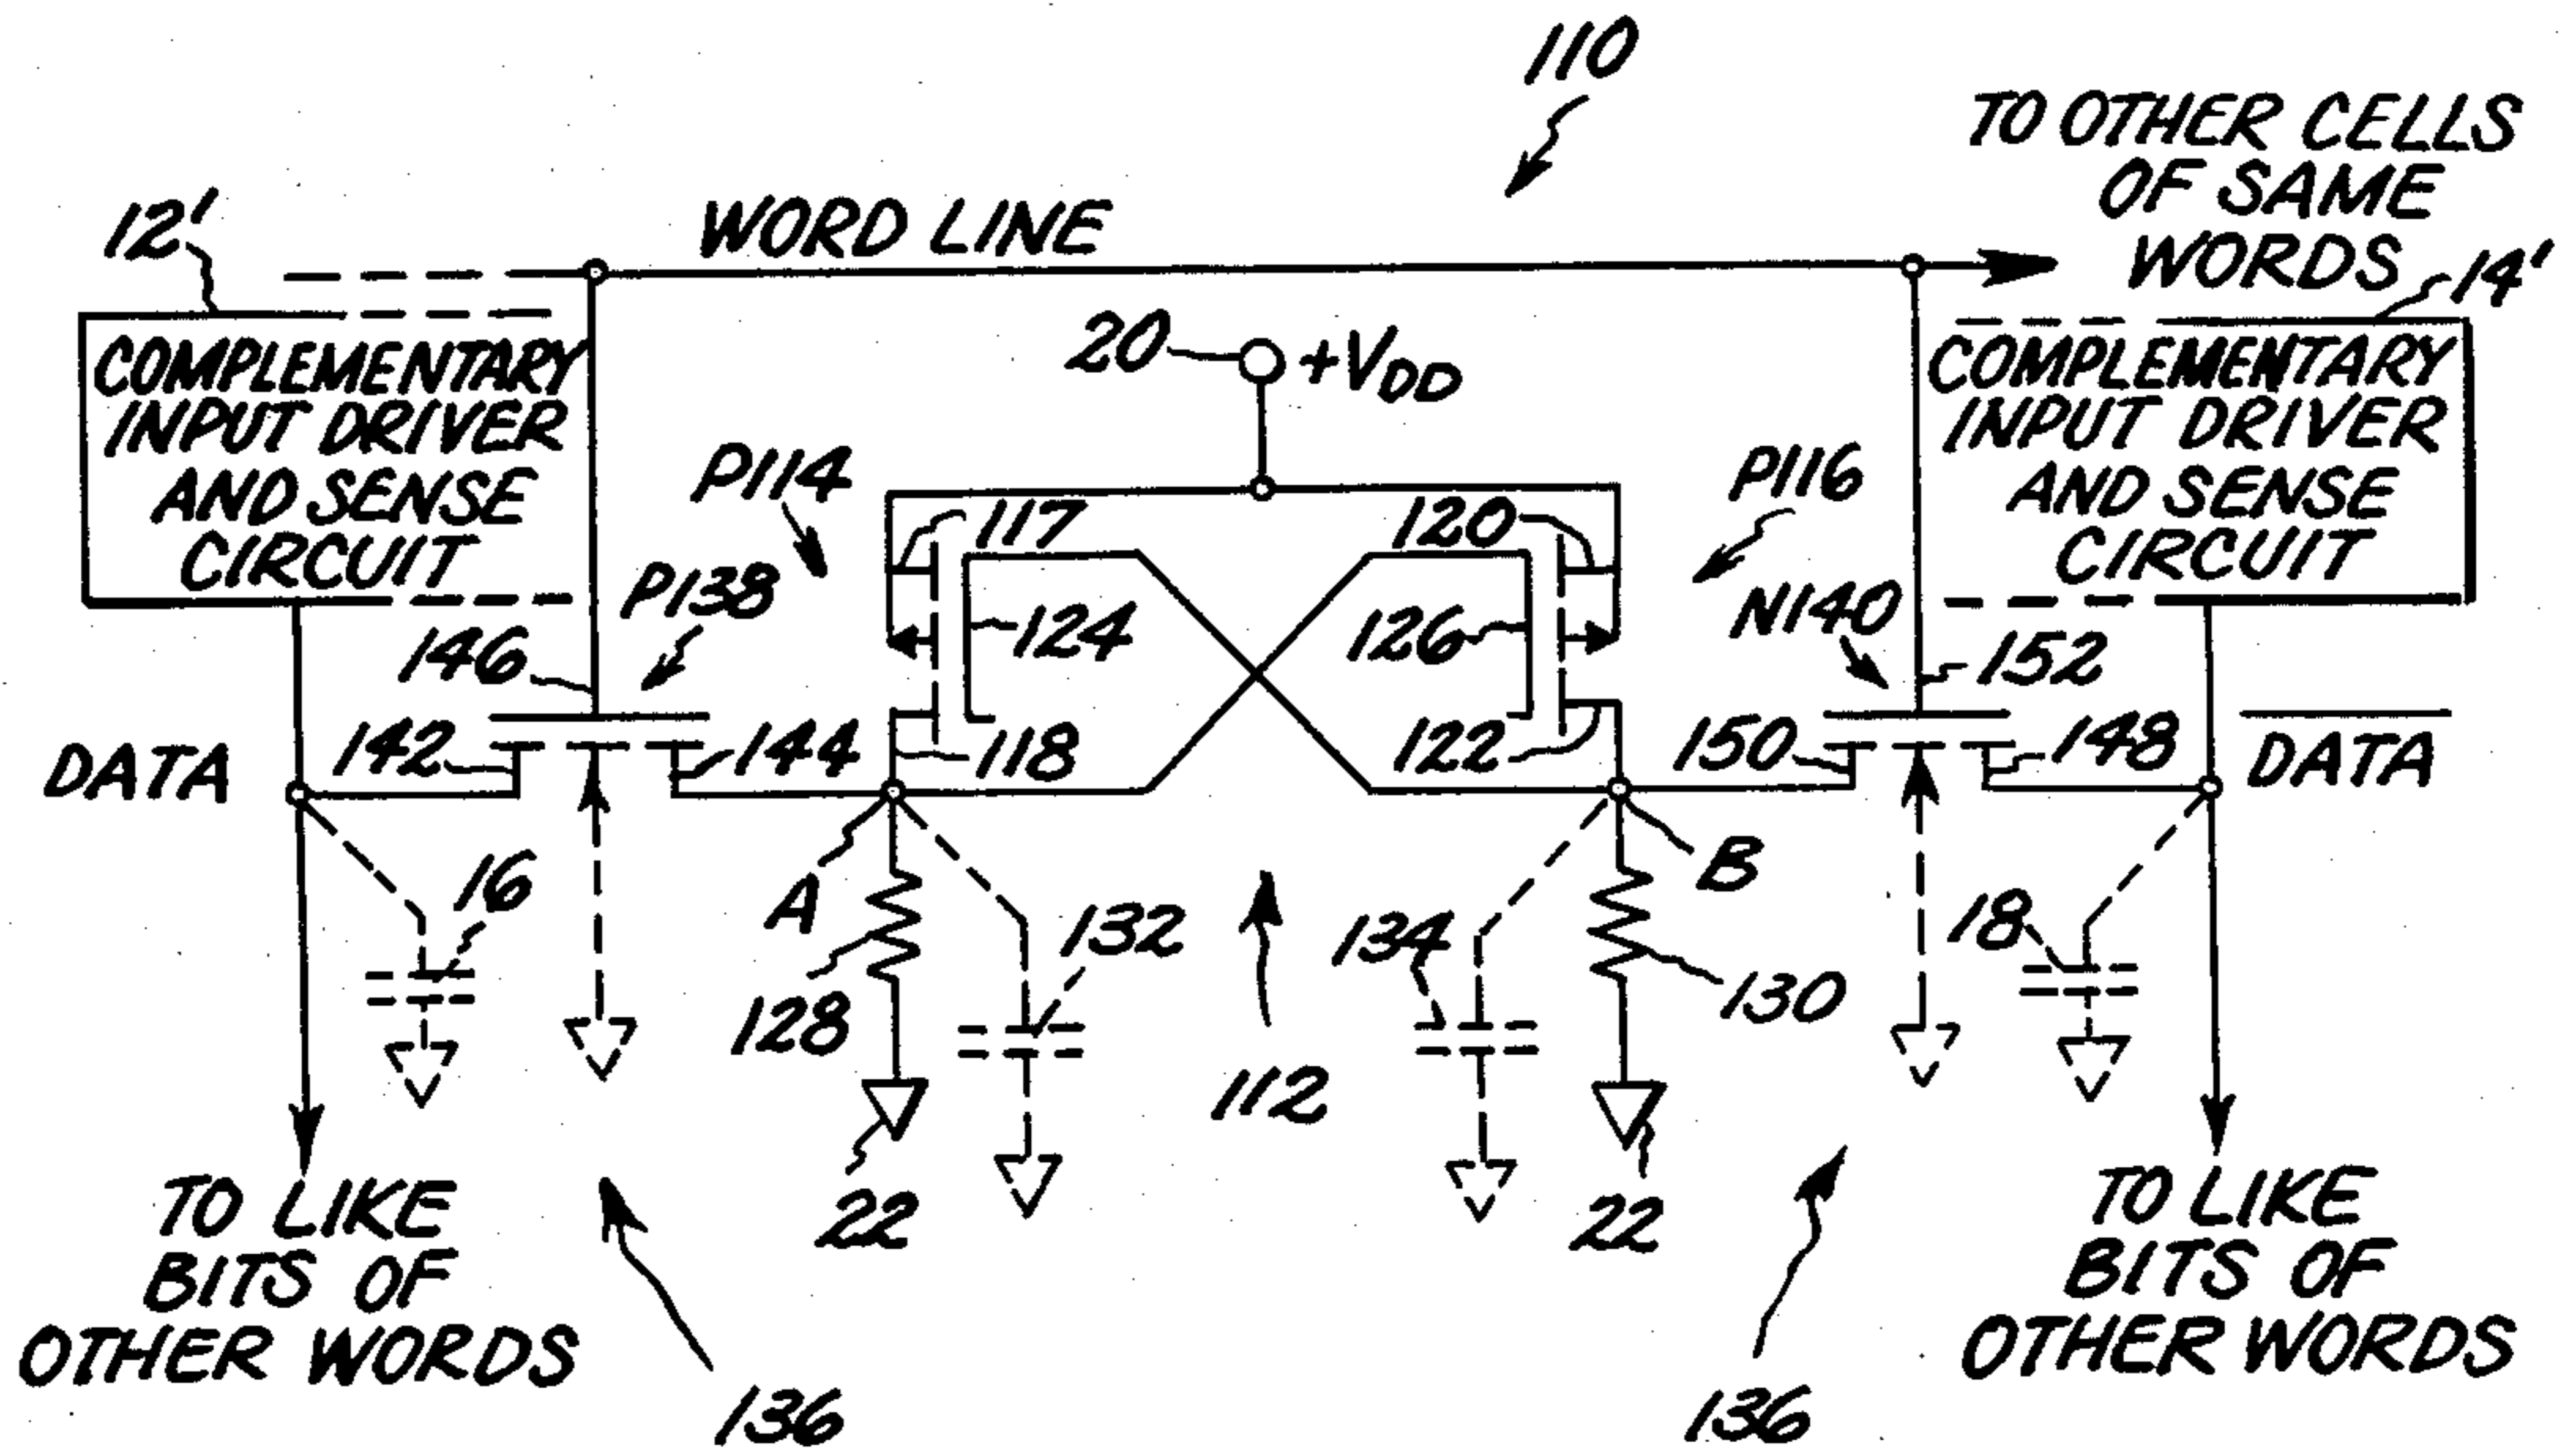 110
TO OTHER CELLS
OF SAME
WORDS
12'
WORD LINE
14'
COMPLEMENTARY
INPUT DRIVER
AND SENSE
CIRCUIT
20
+VDD
COMPLEMENTARY
INPUT DRIVER
AND SENSE
CIRCUIT
P114
P116
117
120
P138
N140
146
124
126
152
142
144
118
122
150
148
DATA
DATA
A
B
16
132
134
18
128
130
112
22
22
TO LIKE
BITS OF
OTHER WORDS
TO LIKE
BITS OF
OTHER WORDS
136
136